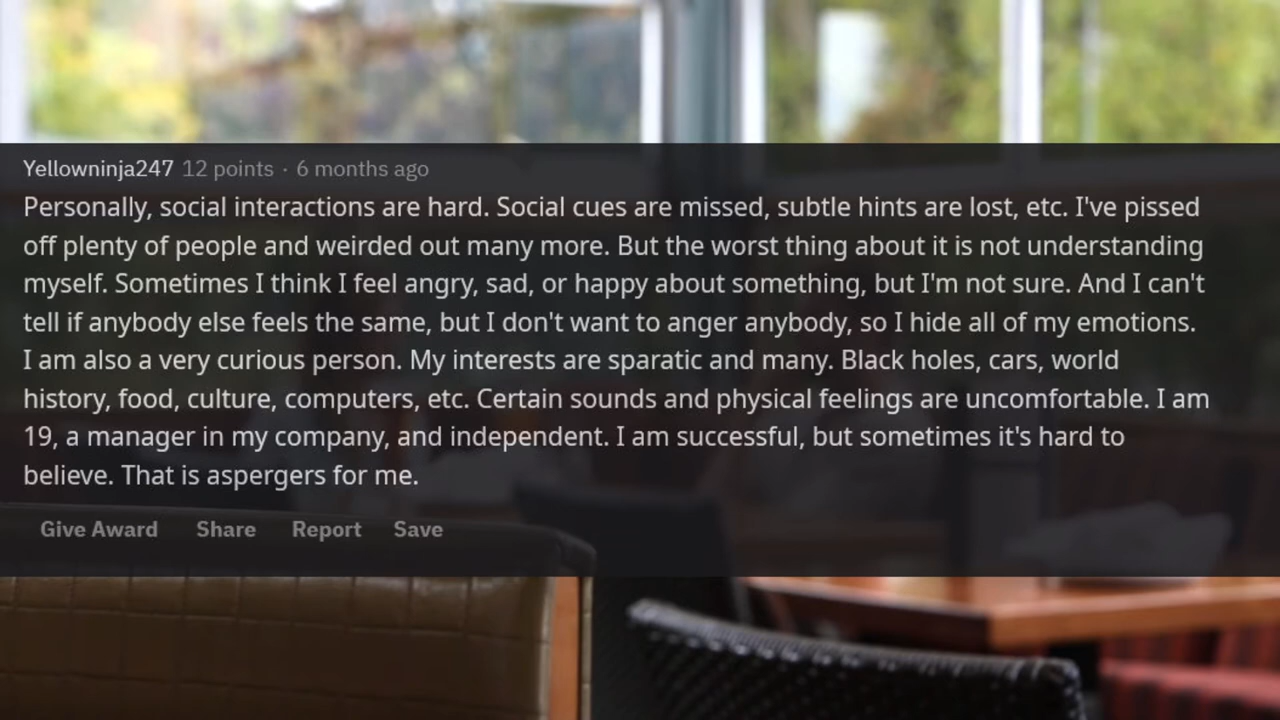 Yellowninja247 12 points · 6 months ago
Personally, social interactions are hard. Social cues are missed, subtle hints are lost, etc. I've pissed
off plenty of people and weirded out many more. But the worst thing about it is not understanding
myself. Sometimes I think I feel angry, sad, or happy about something, but I'm not sure. And I can't
tell if anybody else feels the same, but I don't want to anger anybody, so I hide all of my emotions.
I am also a very curious person. My interests are sparatic and many. Black holes, cars, world
history, food, culture, computers, etc. Certain sounds and physical feelings are uncomfortable. I am
19, a manager in my company, and independent. I am successful, but sometimes it's hard to
believe. That is aspergers for me.
Give Award Share Report Save